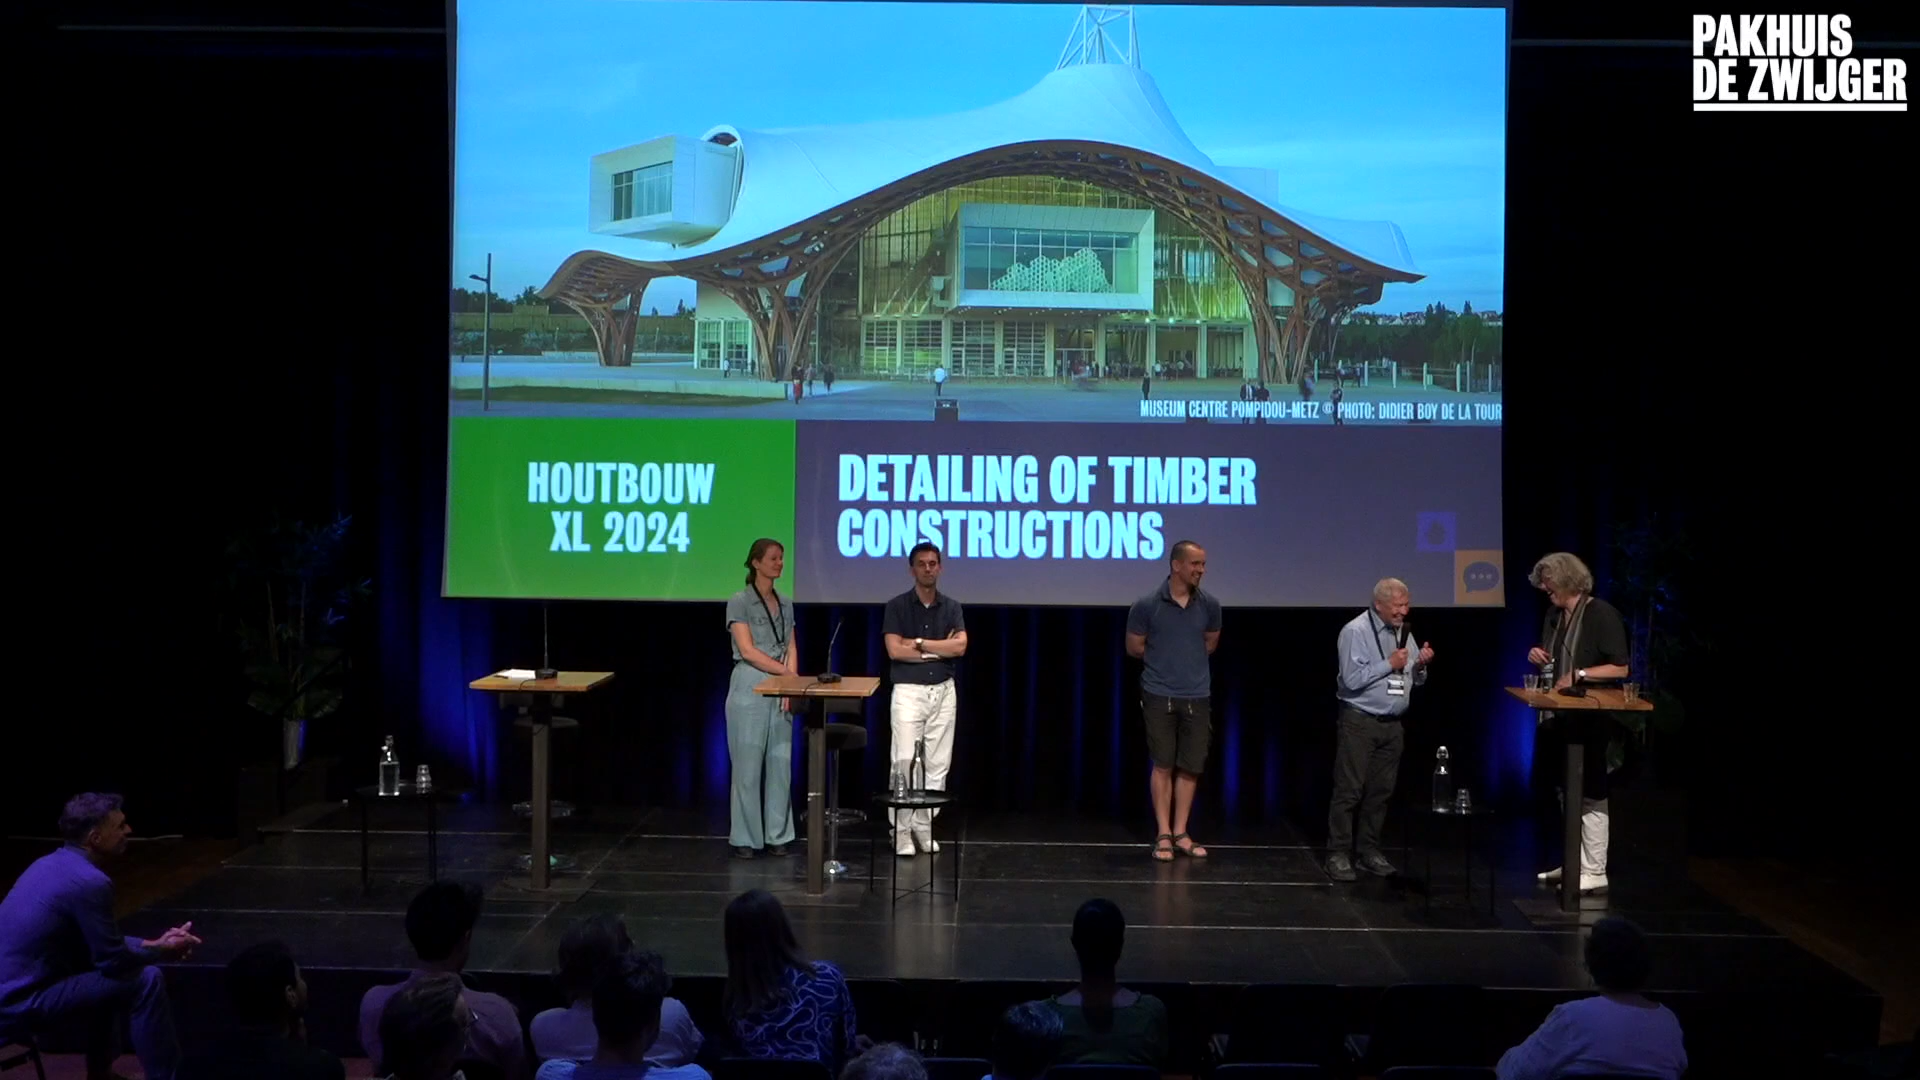 PAKHUIS
DE ZWIJGER
MUSEUM CENTRE POMPIDOU-METZ © PHOTO: DIDIER BOY DE LA TOUR
HOUTBOUW
XL 2024
DETAILING OF TIMBER
CONSTRUCTIONS